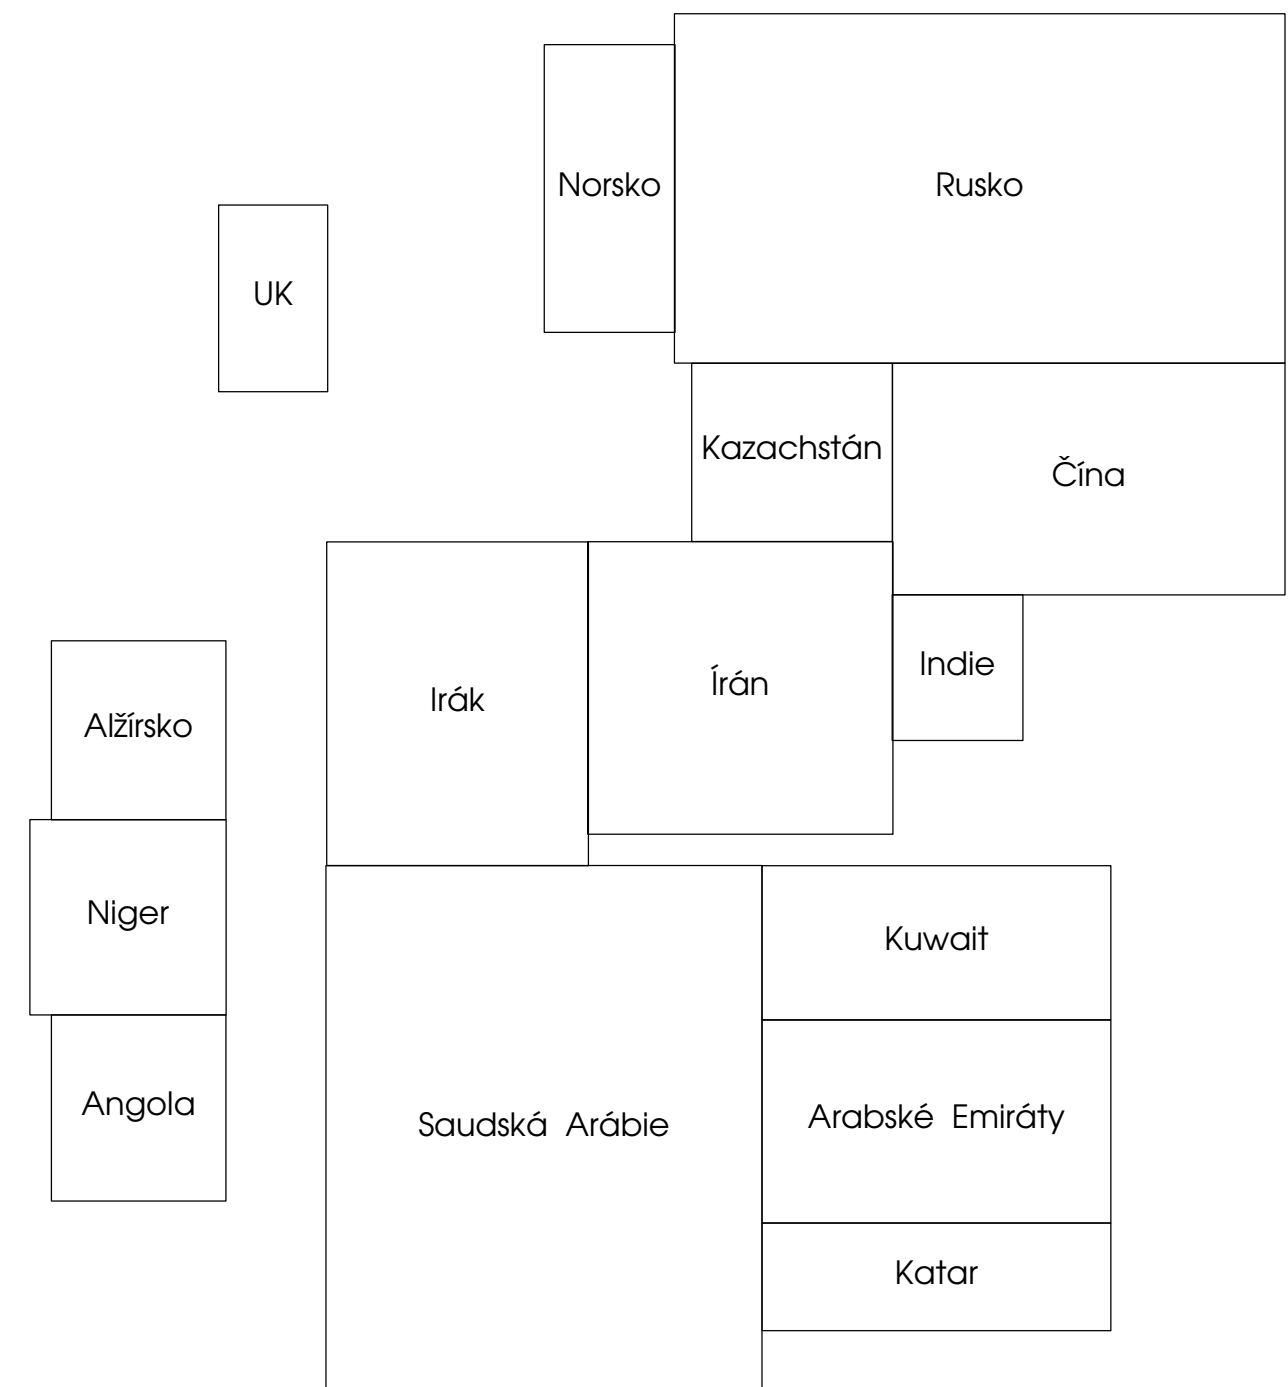 Norsko
Rusko
UK
Kazachstán
Čína
Irák
Írán
Indie
Alžírsko
Niger
Kuwait
Angola
Saudská Arábie
Arabské Emiráty
Katar